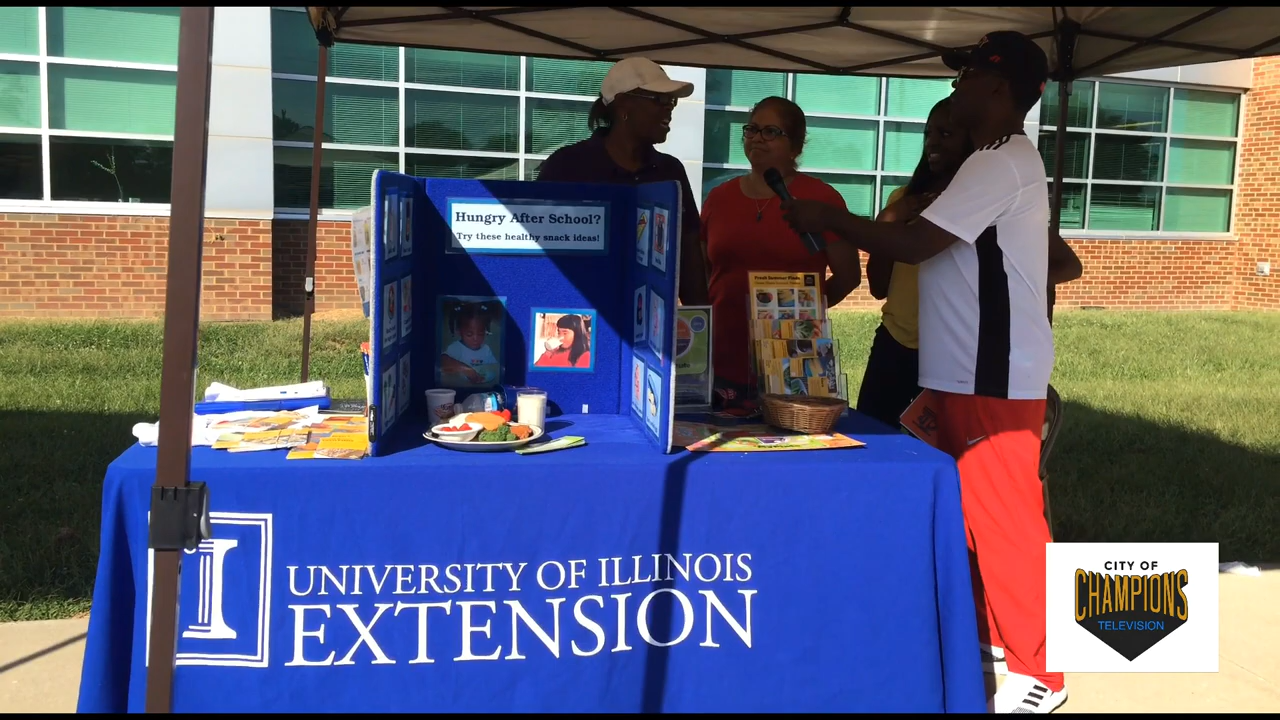 Hungry After School?
Try these healthy snack ideas!
I
UNIVERSITY OF ILLINOIS
EXTENSION
CITY OF
CHAMPIONS
TELEVISION